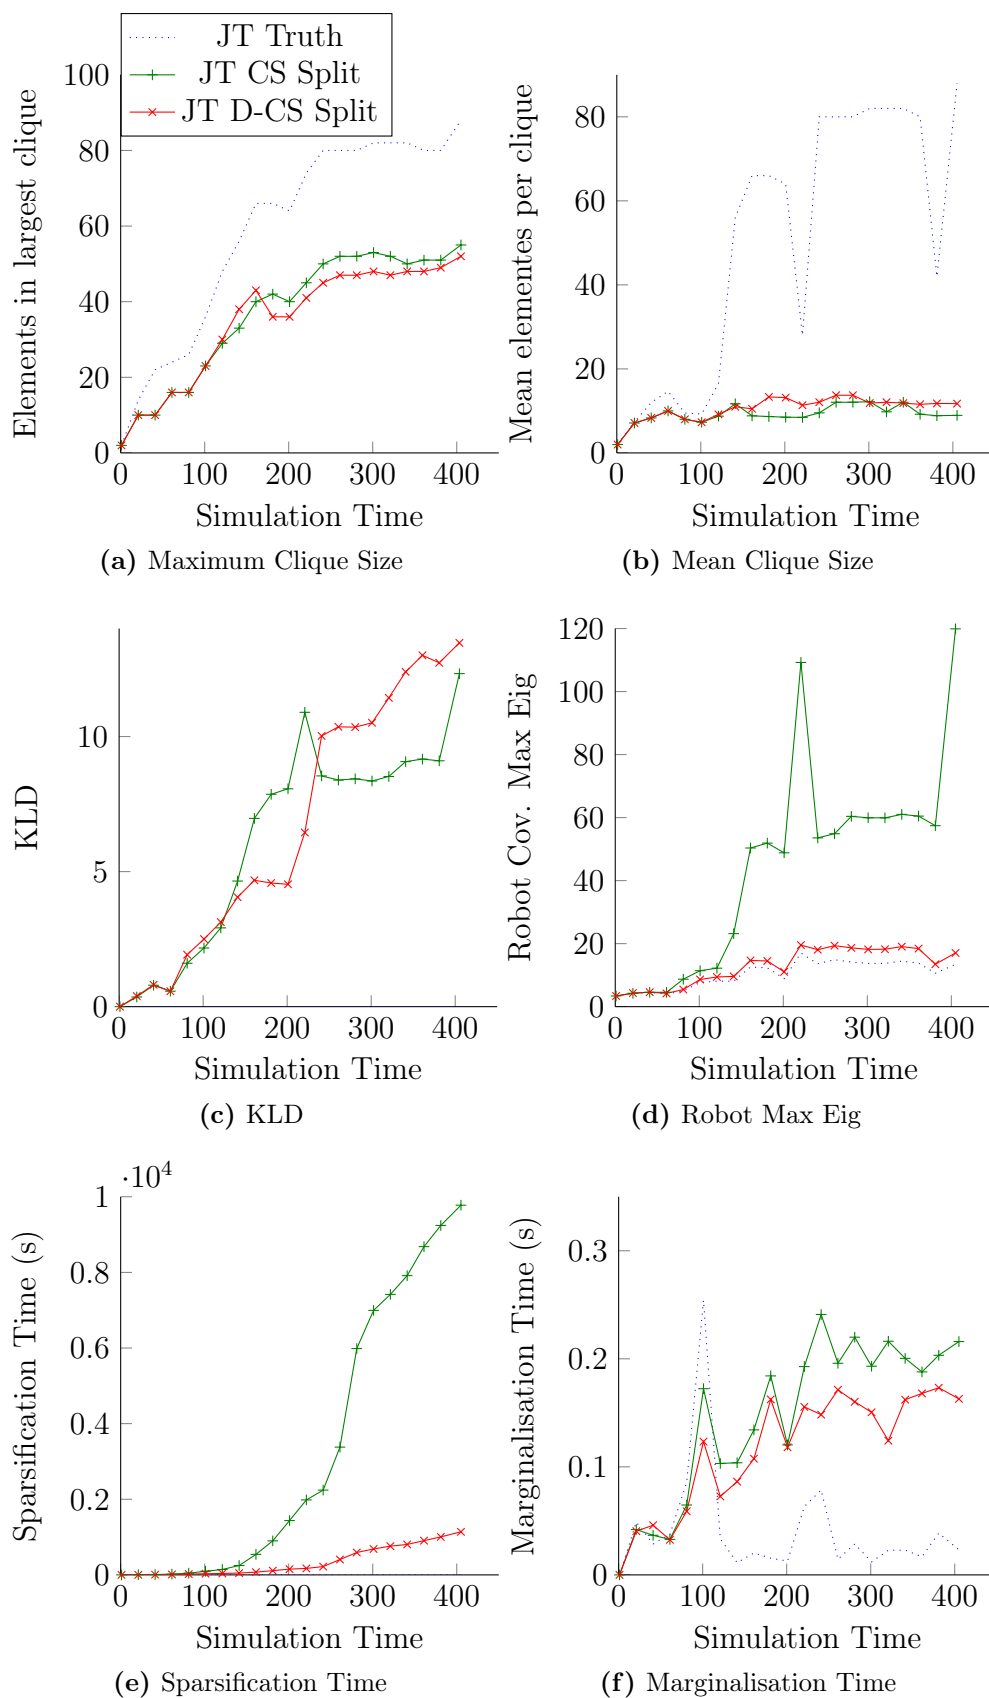 JT Truth
JT CS Split
JT D-CS Split
Elements in largest clique
100
80
60
40
20
0
0 100 200 300 400
Simulation Time
(a) Maximum Clique Size
Mean elementes per clique
80
60
40
20
0
0 100 200 300 400
Simulation Time
(b) Mean Clique Size
KLD
10
5
0
0 100 200 300 400
Simulation Time
(c) KLD
Robot Cov. Max Eig
120
100
80
60
40
20
0
0 100 200 300 400
Simulation Time
(d) Robot Max Eig
Sparsification Time (s)
·10⁴
1
0.8
0.6
0.4
0.2
0
0 100 200 300 400
Simulation Time
(e) Sparsification Time
Marginalisation Time (s)
0.3
0.2
0.1
0
0 100 200 300 400
Simulation Time
(f) Marginalisation Time